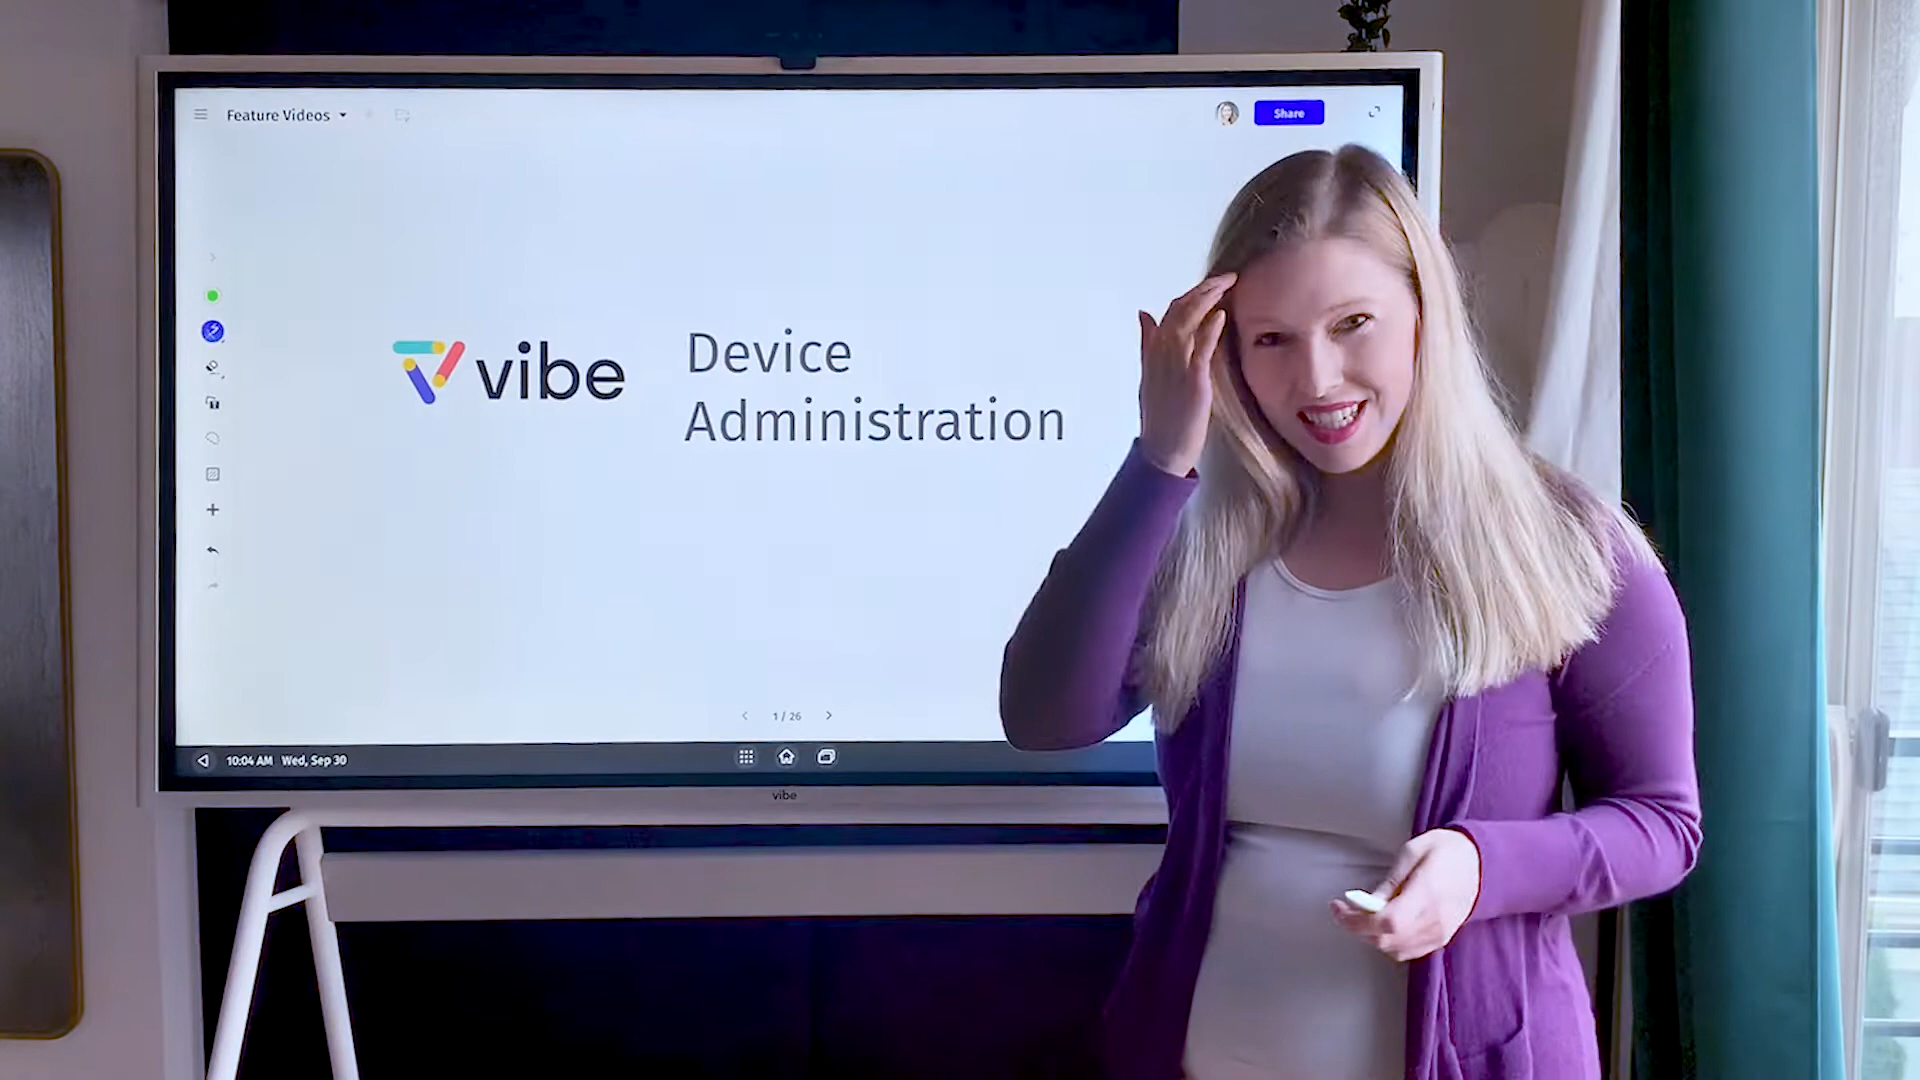 Feature Videos
Share
vibe
Device
Administration
1 / 26
10:04 AM Wed, Sep 30
vibe